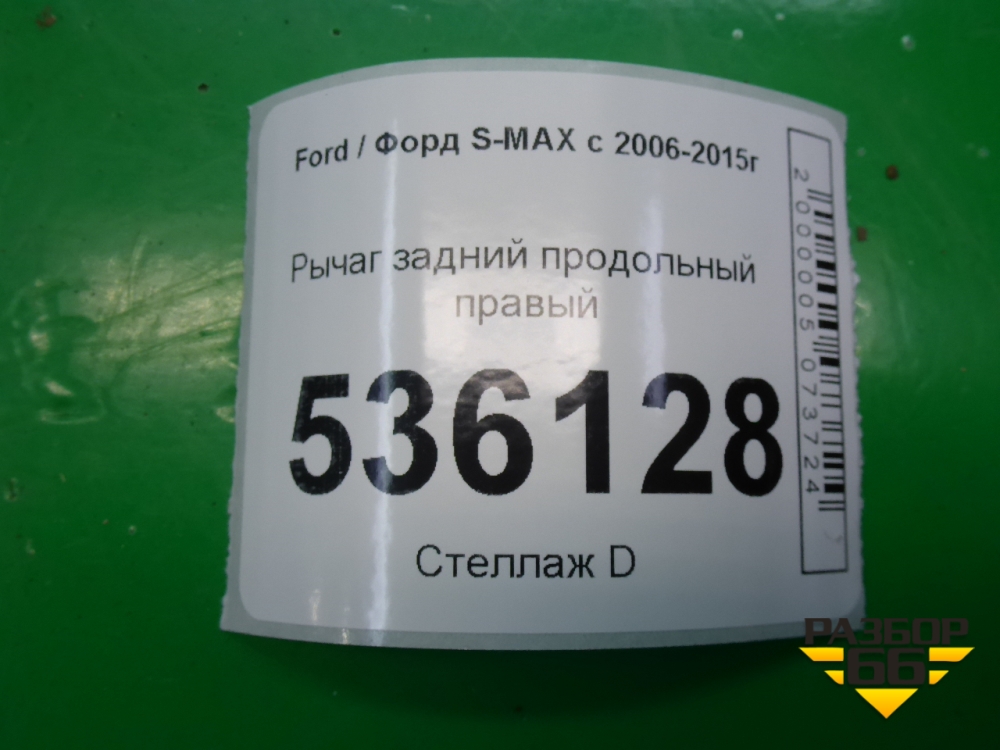 Ford / Форд S-MAX с 2006-2015г
Рычаг задний продольный
правый
536128
Стеллаж D
2000005073724
РАЗБОР
66